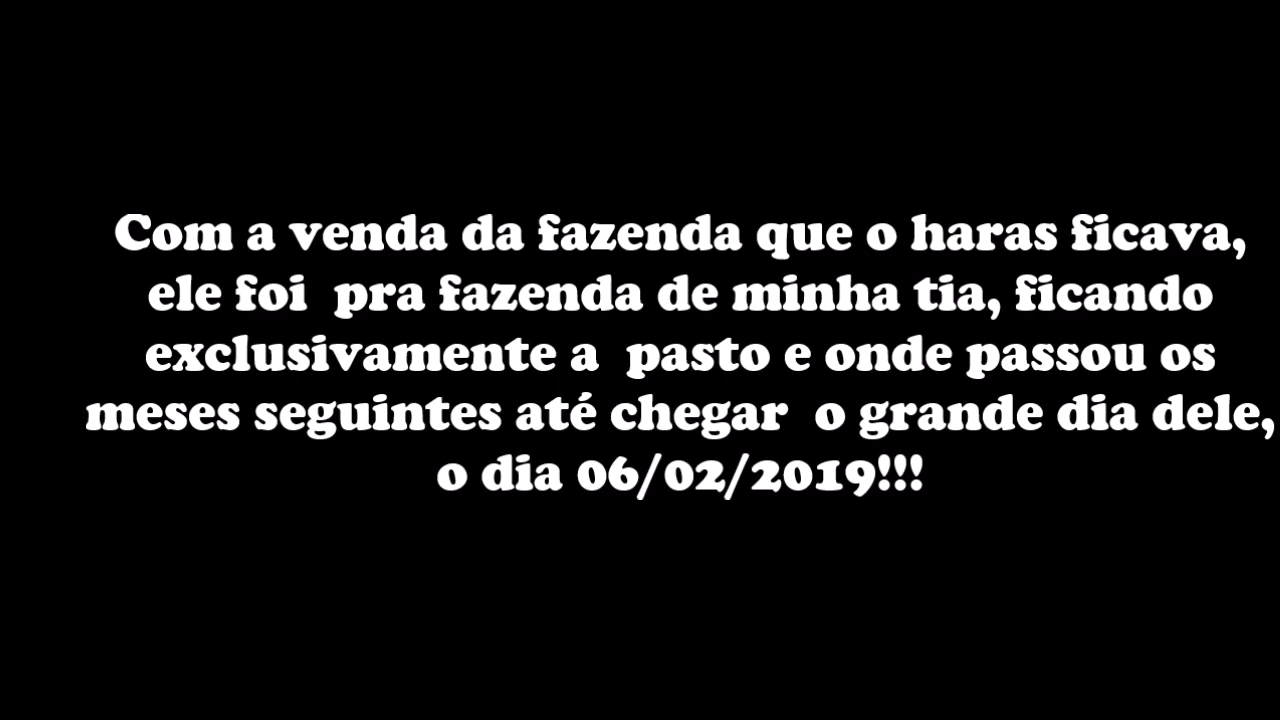 Com a venda da fazenda que o haras ficava,
ele foi  pra fazenda de minha tia, ficando
exclusivamente a  pasto e onde passou os
meses seguintes até chegar  o grande dia dele,
o dia 06/02/2019!!!